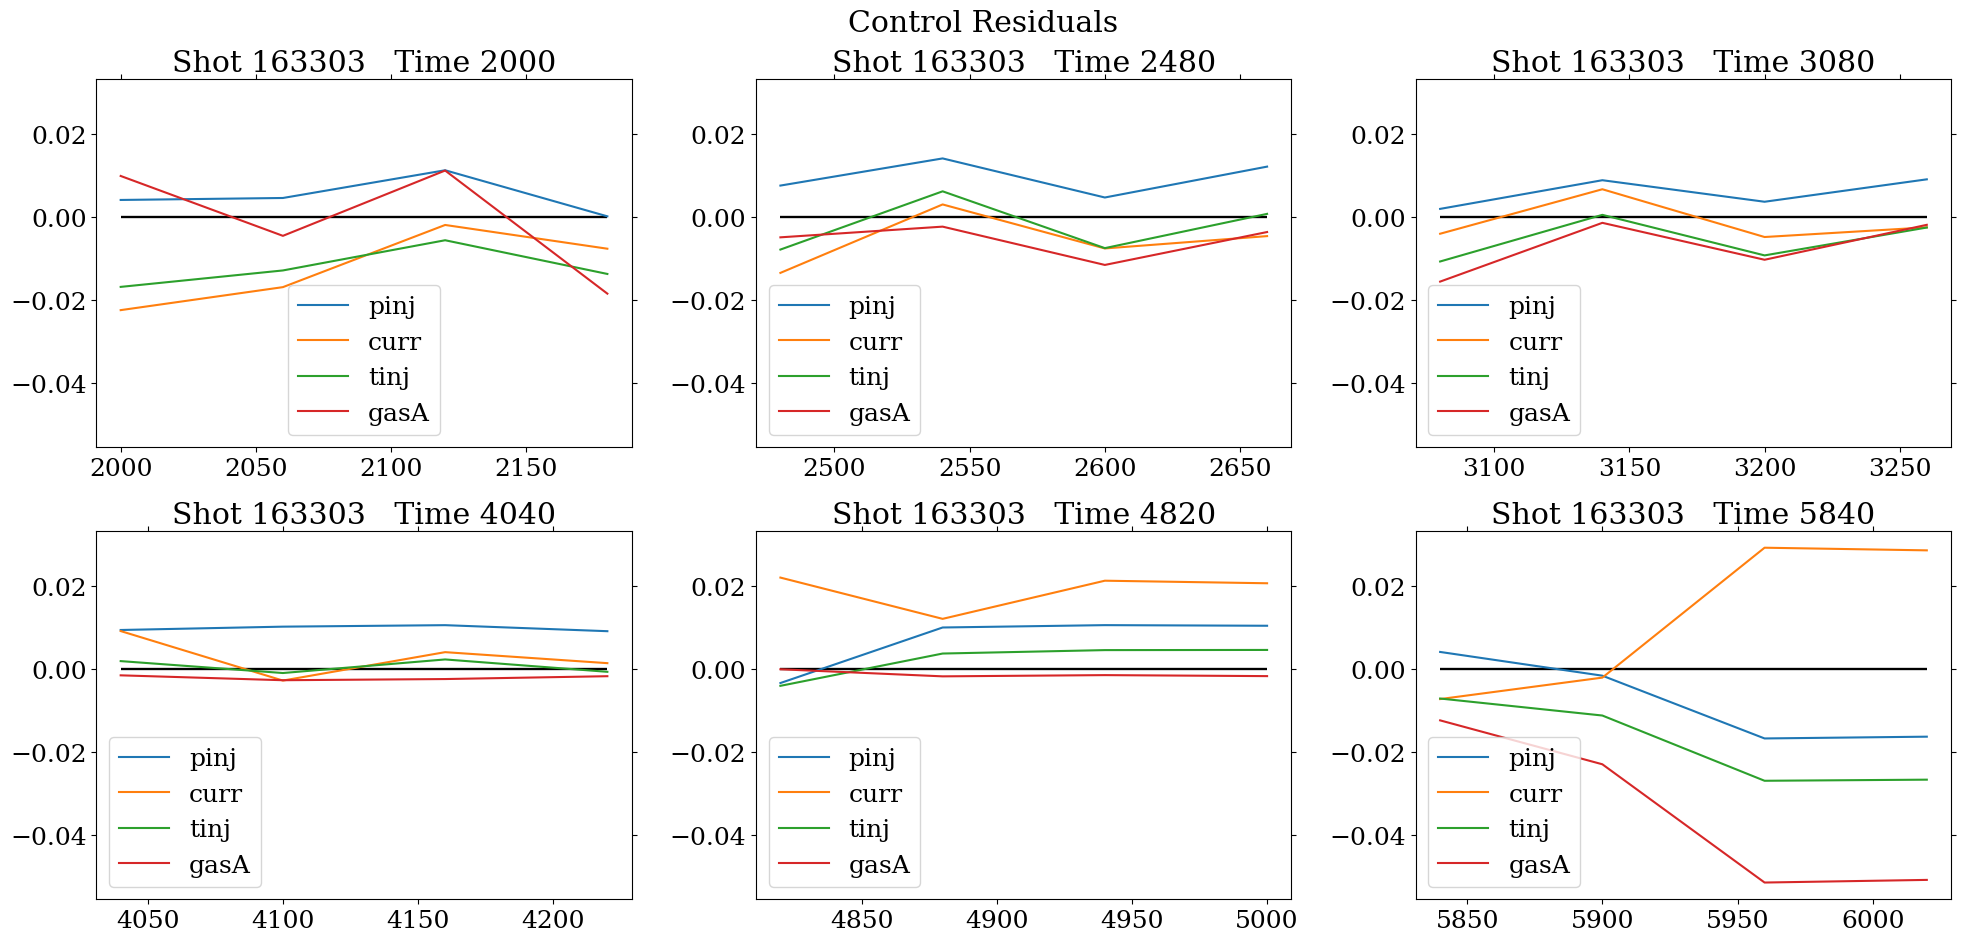 Control Residuals
Shot 163303   Time 2000
0.02
0.00
−0.02
−0.04
pinj
curr
tinj
gasA
2000 2050 2100 2150
Shot 163303   Time 2480
0.02
0.00
−0.02
−0.04
pinj
curr
tinj
gasA
2500 2550 2600 2650
Shot 163303   Time 3080
0.02
0.00
−0.02
−0.04
pinj
curr
tinj
gasA
3100 3150 3200 3250
Shot 163303   Time 4040
0.02
0.00
−0.02
−0.04
pinj
curr
tinj
gasA
4050 4100 4150 4200
Shot 163303   Time 4820
0.02
0.00
−0.02
−0.04
pinj
curr
tinj
gasA
4850 4900 4950 5000
Shot 163303   Time 5840
0.02
0.00
−0.02
−0.04
pinj
curr
tinj
gasA
5850 5900 5950 6000